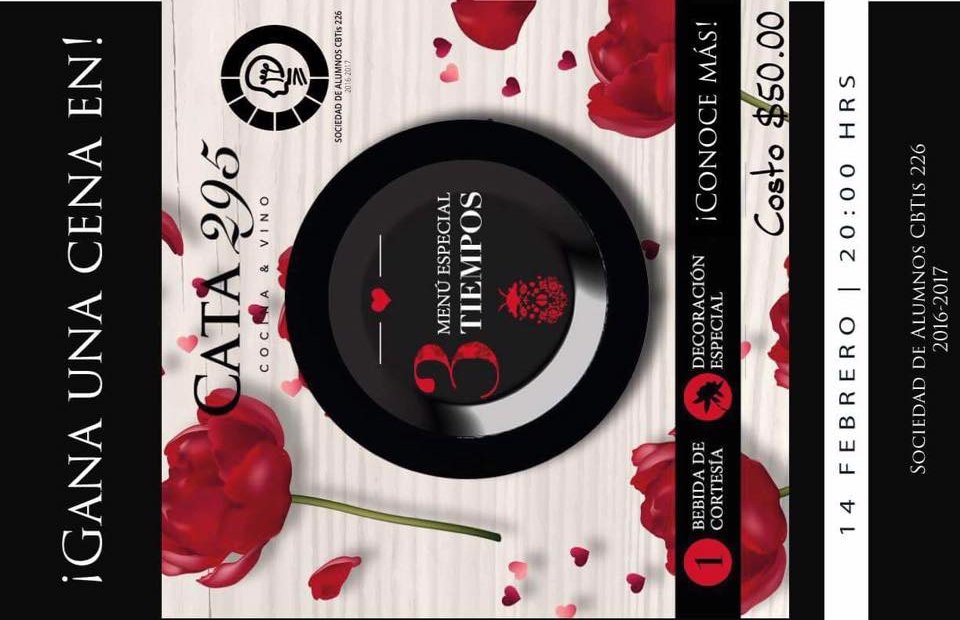 ¡GANA UNA CENA EN!
SOCIEDAD DE ALUMNOS CBTis 226
2016-2017
CATA 295
COCINA & VINO
3 MENÚ ESPECIAL
TIEMPOS
1 BEBIDA DE
CORTESÍA
DECORACIÓN
ESPECIAL
¡CONOCE MÁS!
Costo $50.00
14 FEBRERO | 20:00 HRS
SOCIEDAD DE ALUMNOS CBTis 226
2016-2017